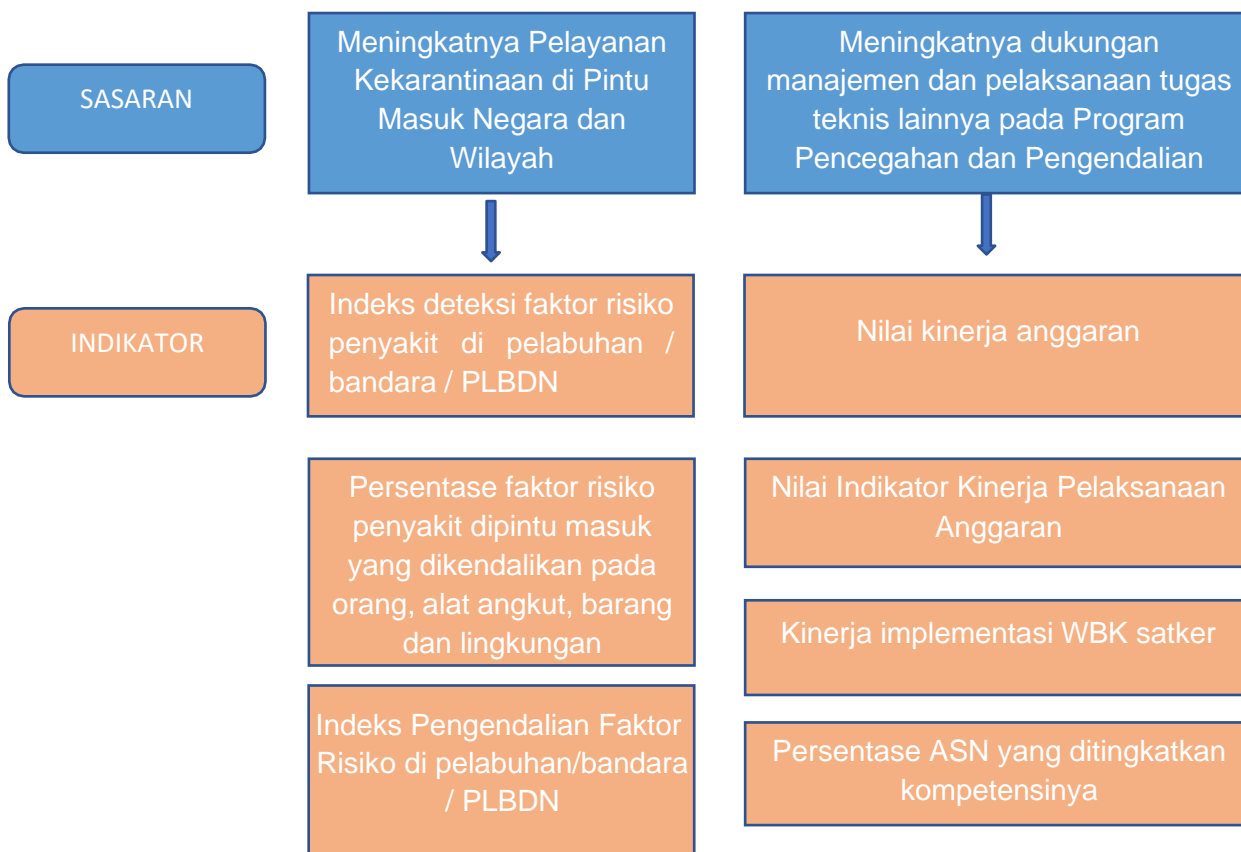 SASARAN
Meningkatnya Pelayanan
Kekarantinaan di Pintu
Masuk Negara dan
Wilayah
Meningkatnya dukungan
manajemen dan pelaksanaan tugas
teknis lainnya pada Program
Pencegahan dan Pengendalian
INDIKATOR
Indeks deteksi faktor risiko
penyakit di pelabuhan /
bandara / PLBDN
Nilai kinerja anggaran
Persentase faktor risiko
penyakit dipintu masuk
yang dikendalikan pada
orang, alat angkut, barang
dan lingkungan
Nilai Indikator Kinerja Pelaksanaan
Anggaran
Kinerja implementasi WBK satker
Indeks Pengendalian Faktor
Risiko di pelabuhan/bandara
/ PLBDN
Persentase ASN yang ditingkatkan
kompetensinya